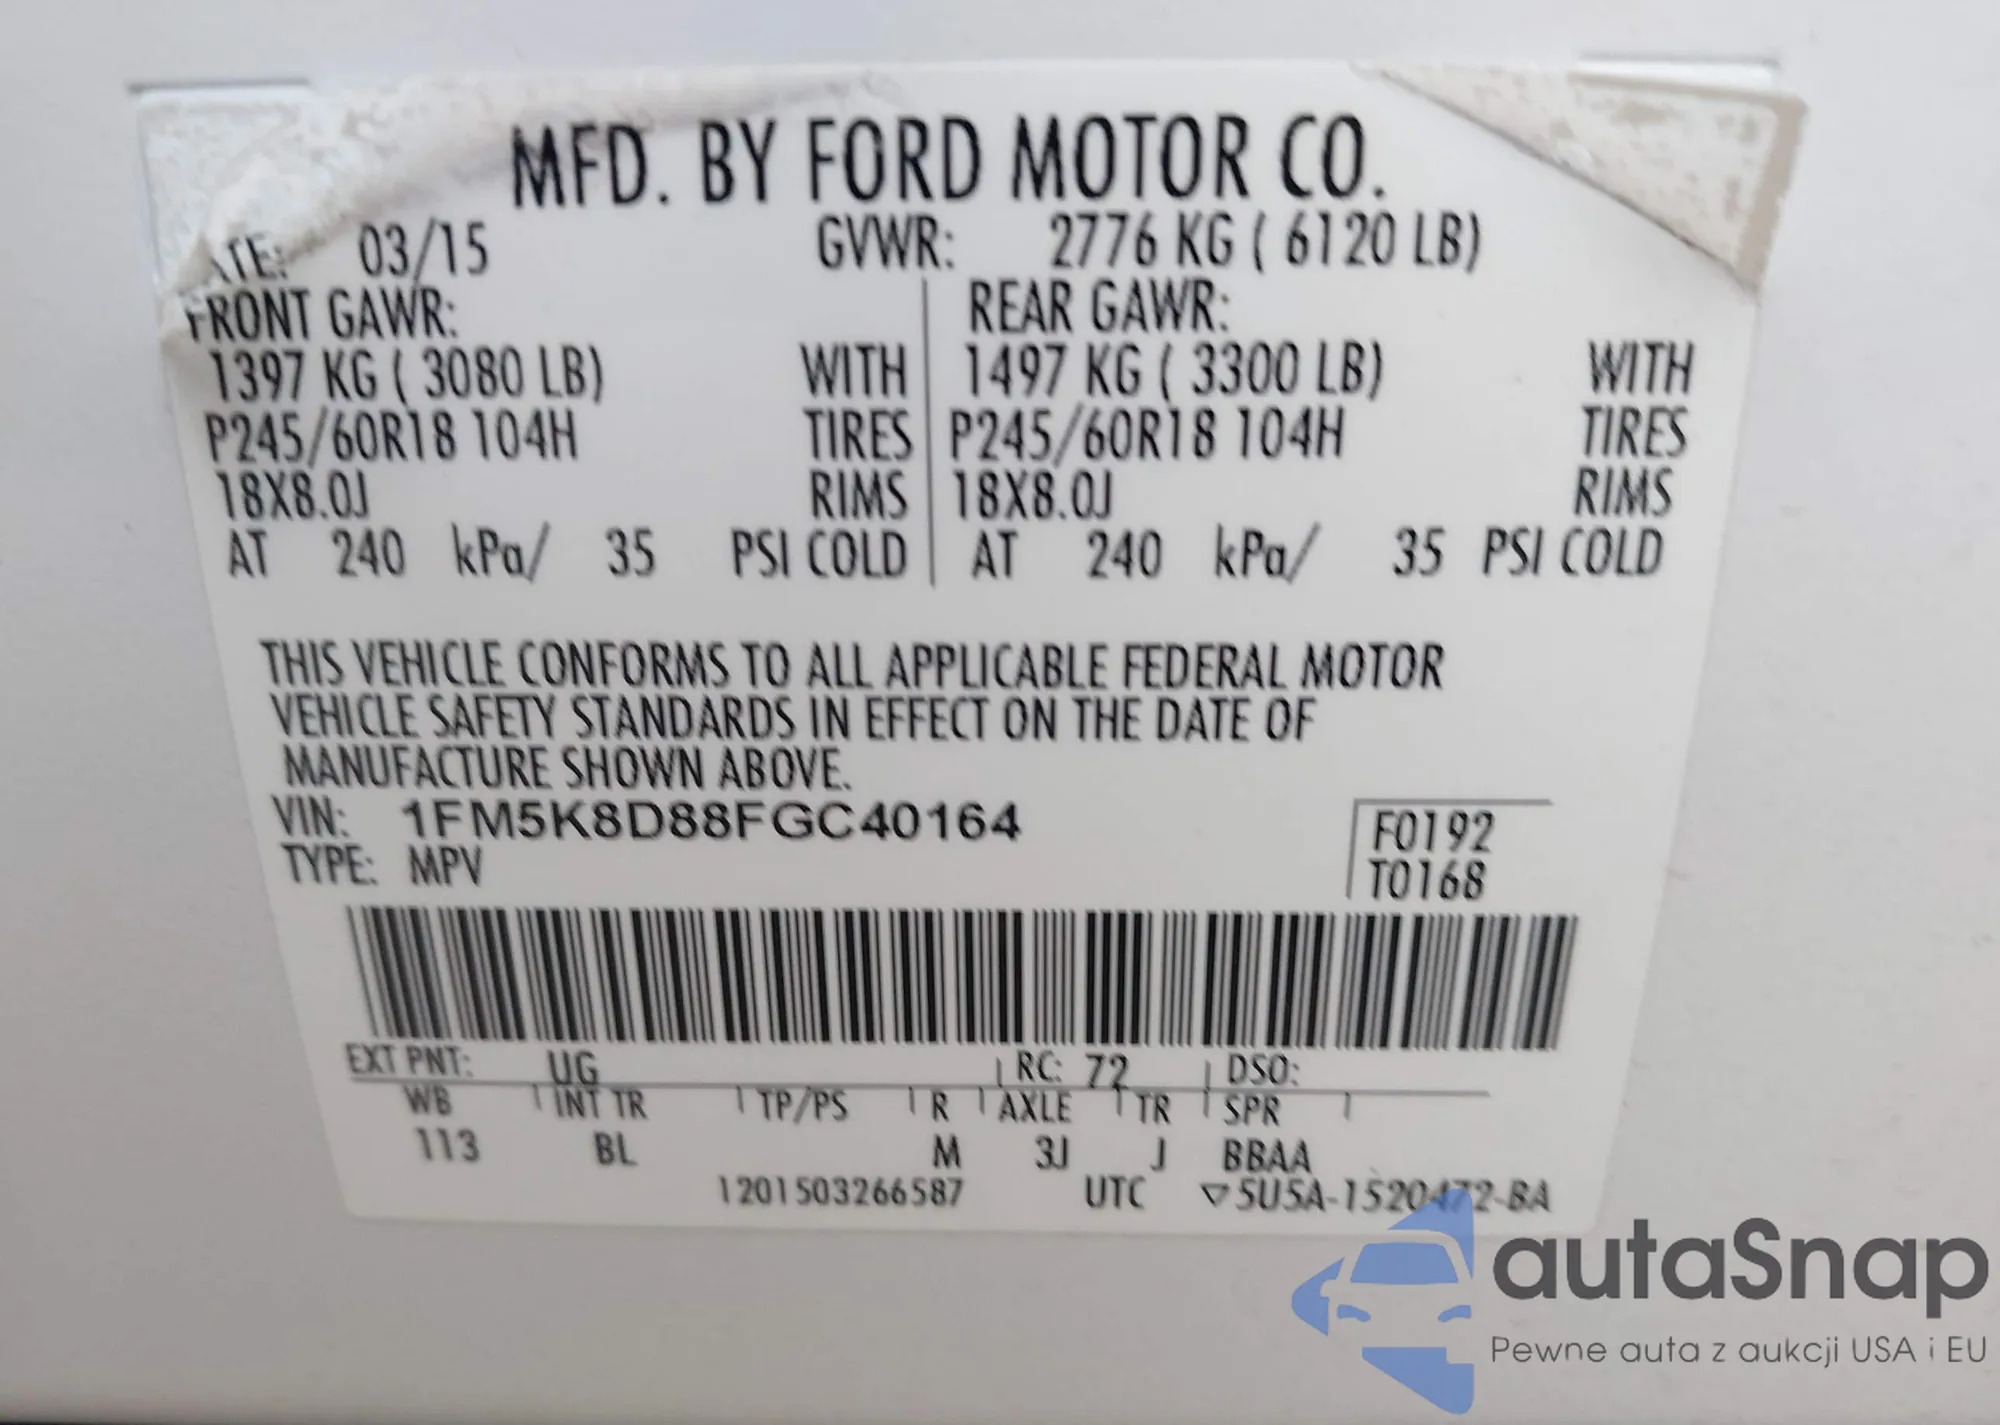 MFD. BY FORD MOTOR CO.
ATE: 03/15 GVWR: 2776 KG ( 6120 LB)
FRONT GAWR: REAR GAWR:
1397 KG ( 3080 LB) WITH 1497 KG ( 3300 LB) WITH
P245/60R18 104H TIRES P245/60R18 104H TIRES
18X8.0J RIMS 18X8.0J RIMS
AT 240 kPa/ 35 PSI COLD AT 240 kPa/ 35 PSI COLD
THIS VEHICLE CONFORMS TO ALL APPLICABLE FEDERAL MOTOR
VEHICLE SAFETY STANDARDS IN EFFECT ON THE DATE OF
MANUFACTURE SHOWN ABOVE.
VIN: 1FM5K8D88FGC40164 F0192
TYPE: MPV T0168
EXT PNT: UG RC: 72 DSO:
WB INT TR TP/PS R AXLE TR SPR
113 BL M 3J J BBAA
1201503266587 UTC ▽5U5A-1520472-BA
autaSnap
Pewne auta z aukcji USA i EU